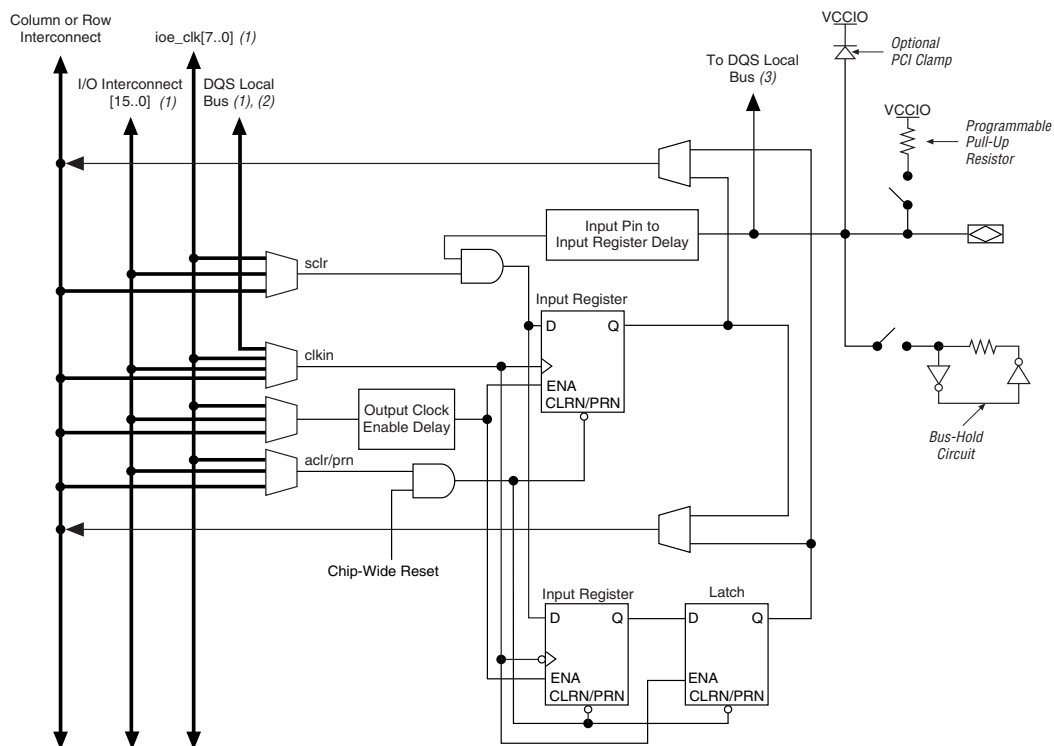 Column or Row
Interconnect
ioe_clk[7..0] (1)
I/O Interconnect
[15..0] (1)
DQS Local
Bus (1), (2)
To DQS Local
Bus (3)
VCCIO
Optional
PCI Clamp
VCCIO
Programmable
Pull-Up
Resistor
Input Pin to
Input Register Delay
sclr
Input Register
D Q
ENA
CLRN/PRN
clkin
Output Clock
Enable Delay
aclr/prn
Chip-Wide Reset
Bus-Hold
Circuit
Input Register
D Q
ENA
CLRN/PRN
Latch
D Q
ENA
CLRN/PRN